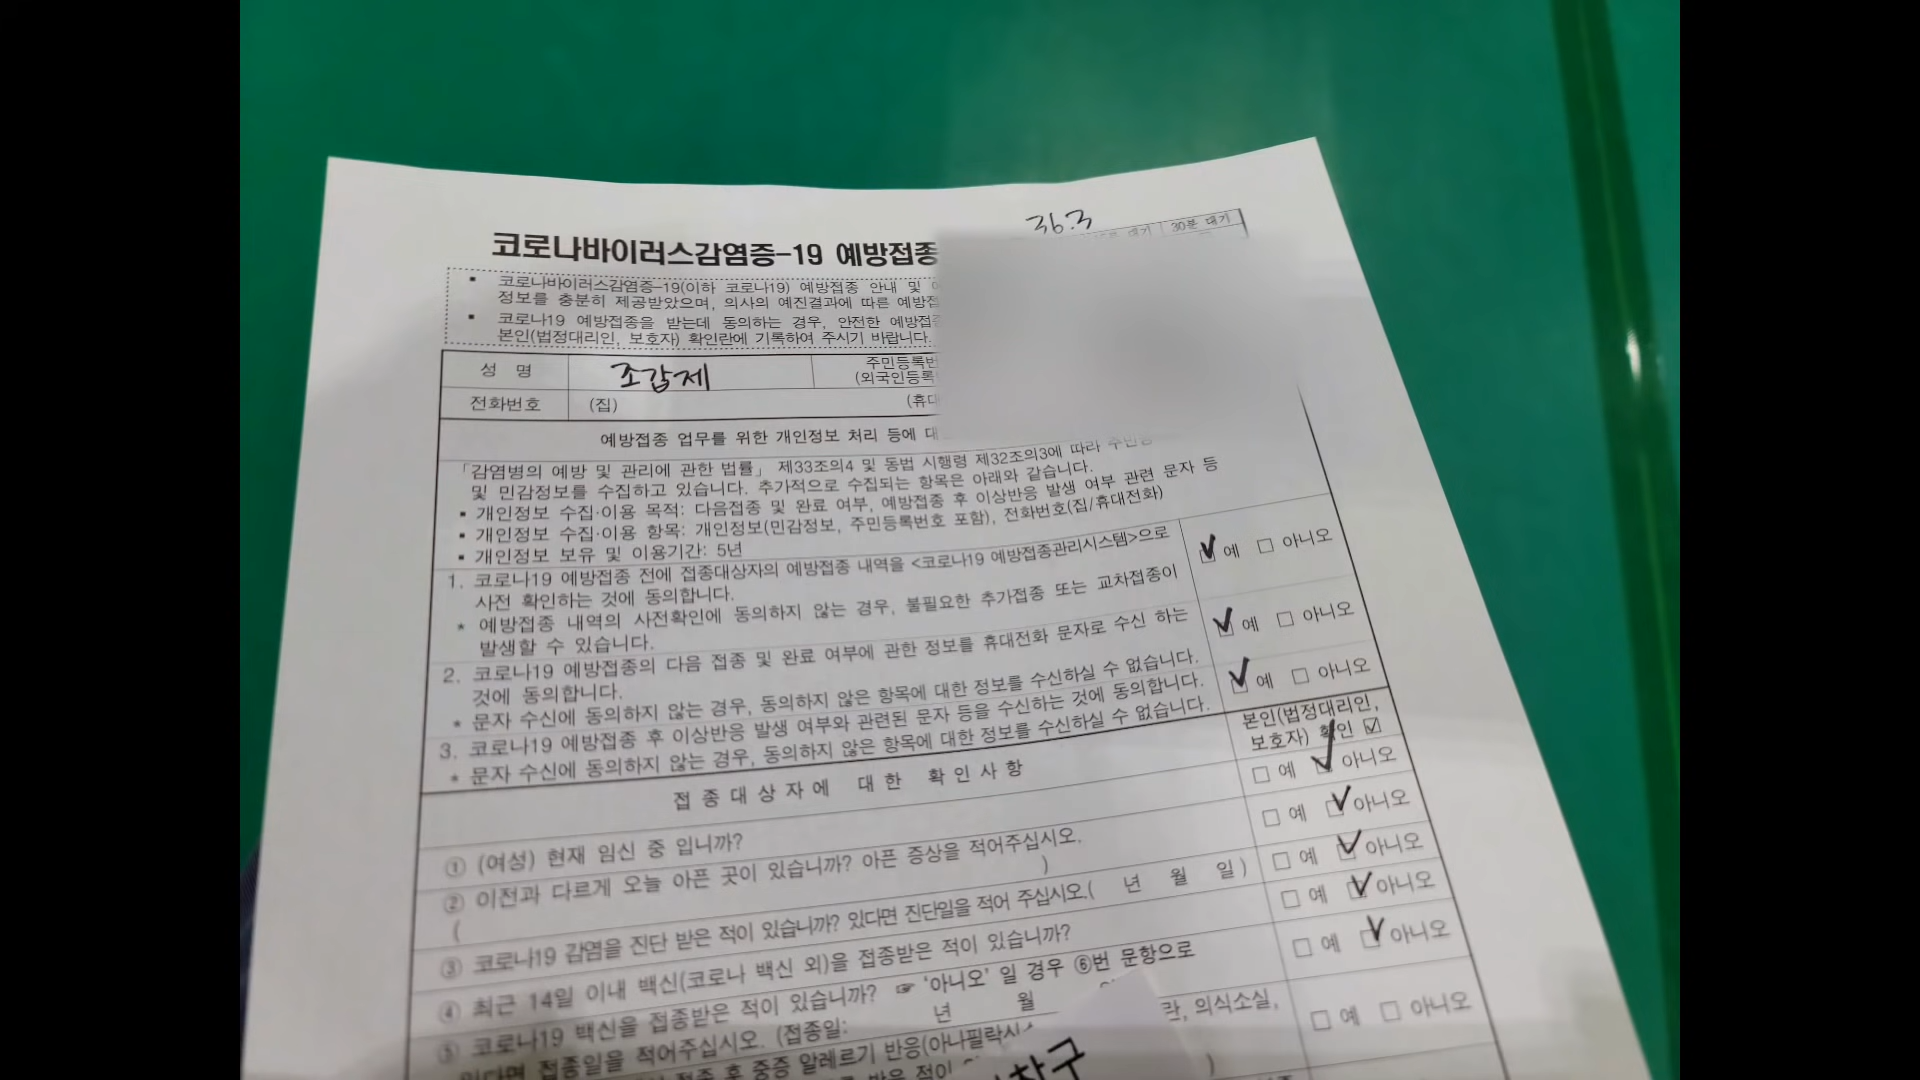 36.3
대기 30분 대기
코로나바이러스감염증-19 예방접종
▪ 코로나바이러스감염증-19(이하 코로나19) 예방접종 안내 및
정보를 충분히 제공받았으며, 의사의 예진결과에 따른 예방접
▪ 코로나19 예방접종을 받는데 동의하는 경우, 안전한 예방접종
본인(법정대리인, 보호자) 확인란에 기록하여 주시기 바랍니다.
성 명 조갑제 주민등록번
(외국인등록
전화번호 (집) (휴대
예방접종 업무를 위한 개인정보 처리 등에 대
「감염병의 예방 및 관리에 관한 법률」 제33조의4 및 동법 시행령 제32조의3에 따라 주민등
및 민감정보를 수집하고 있습니다. 추가적으로 수집되는 항목은 아래와 같습니다.
▪ 개인정보 수집·이용 목적: 다음접종 및 완료 여부, 예방접종 후 이상반응 발생 여부 관련 문자 등
▪ 개인정보 수집·이용 항목: 개인정보(민감정보, 주민등록번호 포함), 전화번호(집/휴대전화)
▪ 개인정보 보유 및 이용기간: 5년
1. 코로나19 예방접종 전에 접종대상자의 예방접종 내역을 <코로나19 예방접종관리시스템>으로
사전 확인하는 것에 동의합니다. ☑ 예 □ 아니오
* 예방접종 내역의 사전확인에 동의하지 않는 경우, 불필요한 추가접종 또는 교차접종이
발생할 수 있습니다.
2. 코로나19 예방접종의 다음 접종 및 완료 여부에 관한 정보를 휴대전화 문자로 수신 하는
것에 동의합니다. ☑ 예 □ 아니오
* 문자 수신에 동의하지 않는 경우, 동의하지 않은 항목에 대한 정보를 수신하실 수 없습니다.
3. 코로나19 예방접종 후 이상반응 발생 여부와 관련된 문자 등을 수신하는 것에 동의합니다. ☑ 예 □ 아니오
* 문자 수신에 동의하지 않는 경우, 동의하지 않은 항목에 대한 정보를 수신하실 수 없습니다.
접종대상자에 대한 확인사항 본인(법정대리인,
보호자) 확인 ☑
① (여성) 현재 임신 중 입니까? □ 예 ☑ 아니오
② 이전과 다르게 오늘 아픈 곳이 있습니까? 아픈 증상을 적어주십시오. □ 예 ☑ 아니오
( )
③ 코로나19 감염을 진단 받은 적이 있습니까? 있다면 진단일을 적어 주십시오.( 년 월 일) □ 예 ☑ 아니오
④ 최근 14일 이내 백신(코로나 백신 외)을 접종받은 적이 있습니까? □ 예 ☑ 아니오
⑤ 코로나19 백신을 접종받은 적이 있습니까? ☞ '아니오' 일 경우 ⑥번 문항으로 □ 예 ☑ 아니오
있다면 접종일을 적어주십시오. (접종일: 년 월
접종 후 중증 알레르기 반응(아나필락시스 란, 의식소실, □ 예 □ 아니오
반응 적이 )
창구